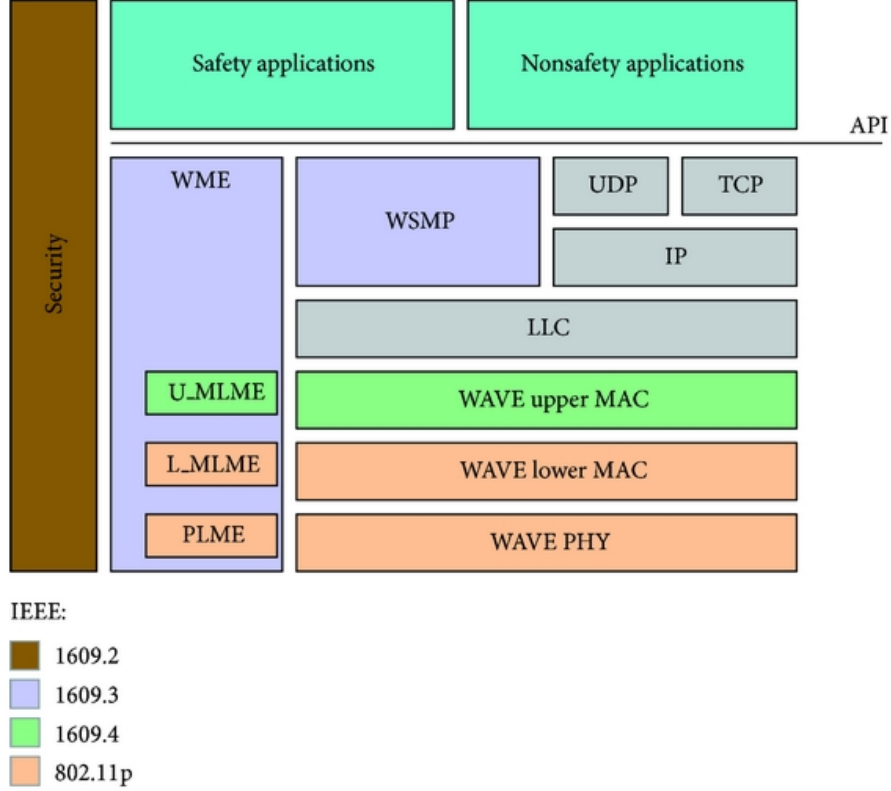 Safety applications
Nonsafety applications
API
Security
WME
WSMP
UDP
TCP
IP
LLC
U_MLME
WAVE upper MAC
L_MLME
WAVE lower MAC
PLME
WAVE PHY
IEEE:
1609.2
1609.3
1609.4
802.11p